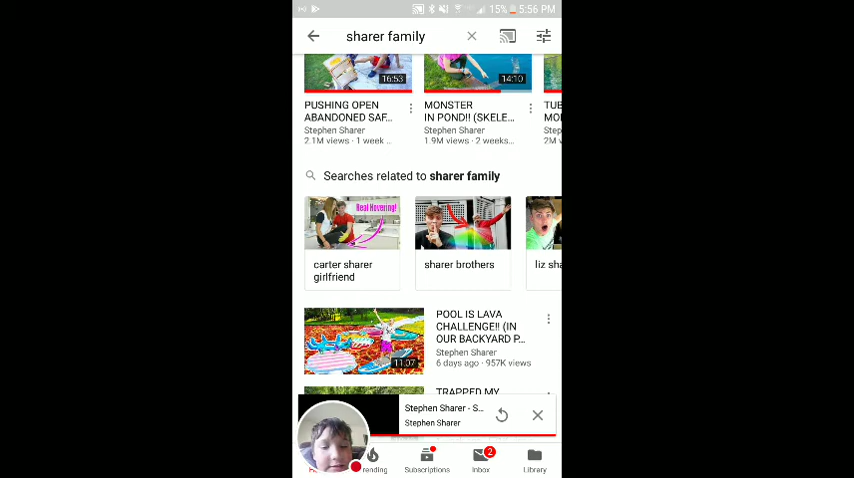 15% 5:56 PM
sharer family
16:53
14:10
PUSHING OPEN
ABANDONED SAF...
Stephen Sharer
2.1M views · 1 week ...
MONSTER
IN POND!! (SKELE...
Stephen Sharer
1.9M views · 2 weeks...
TUB
MO
Step
2M v
Searches related to sharer family
Real Hovering!
carter sharer
girlfriend
sharer brothers
liz sha
11:07
POOL IS LAVA
CHALLENGE!! (IN
OUR BACKYARD P...
Stephen Sharer
6 days ago · 957K views
TRAPPED MY
Stephen Sharer - S...
Stephen Sharer
rending
Subscriptions
2
Inbox
Library